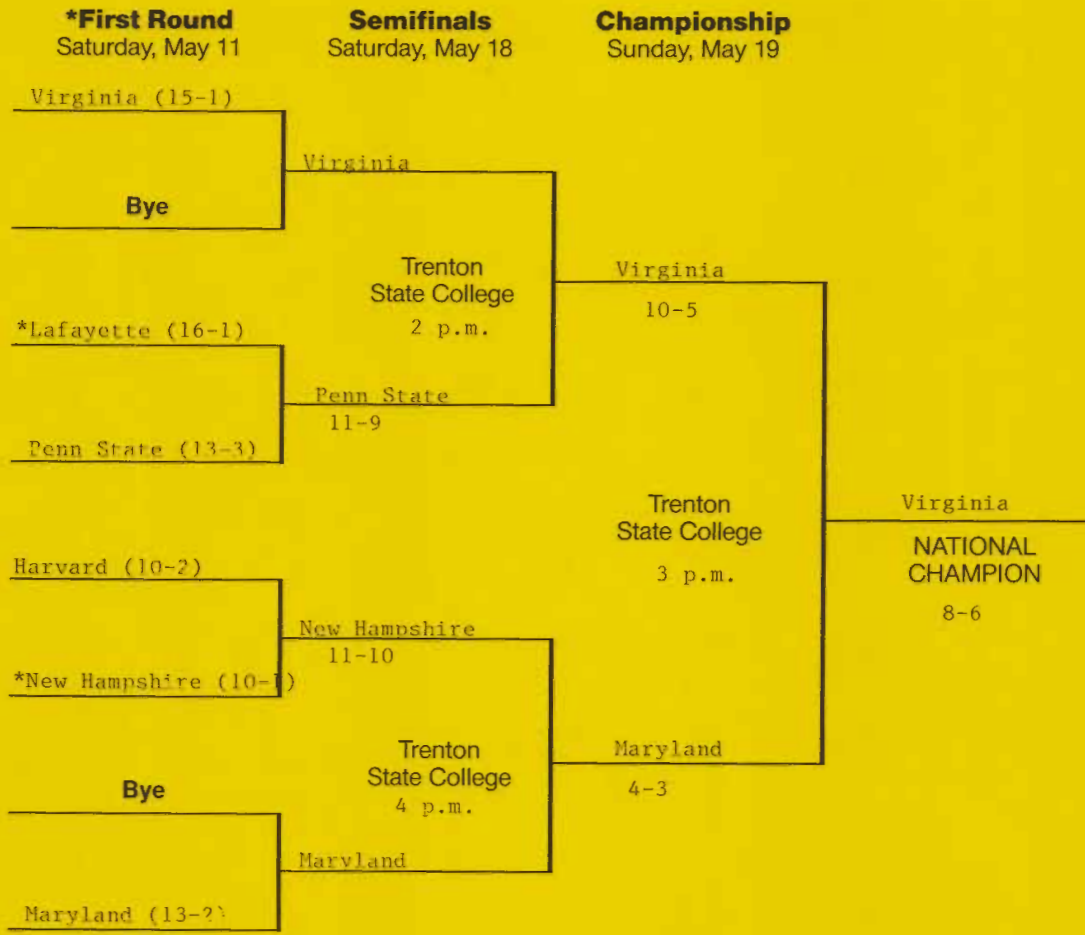 *First Round
Saturday, May 11
Semifinals
Saturday, May 18
Championship
Sunday, May 19
Virginia (15-1)
Bye
Virginia
Trenton
State College
2 p.m.
*Lafayette (16-1)
Penn State (13-3)
Penn State
11-9
Virginia
10-5
Harvard (10-2)
*New Hampshire
New Hampshire
11-10
Trenton
State College
4 p.m.
Bye
Maryland
Maryland
Maryland
4-3
Trenton
State College
3 p.m.
Virginia
NATIONAL
CHAMPION
8-6